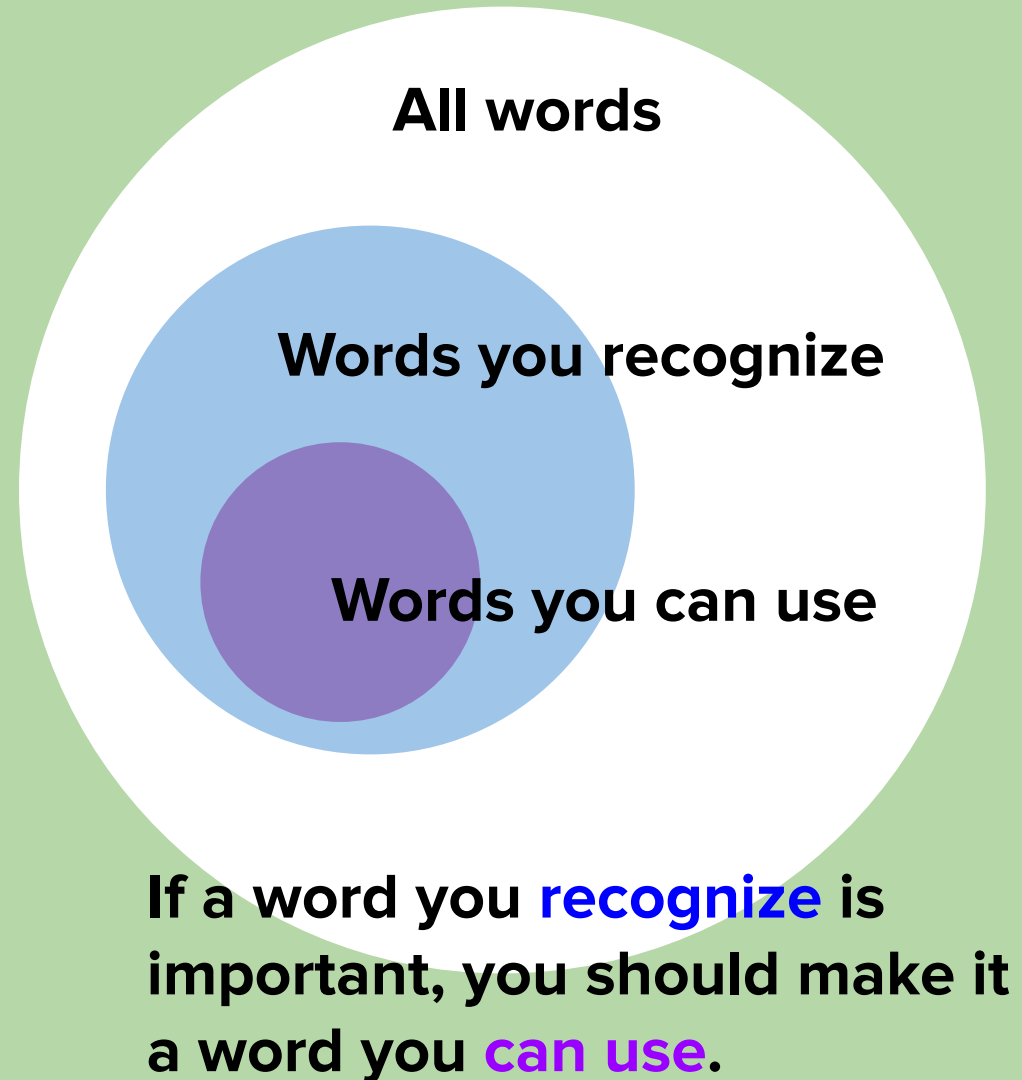 All words
Words you recognize
Words you can use
If a word you recognize is
important, you should make it
a word you can use.